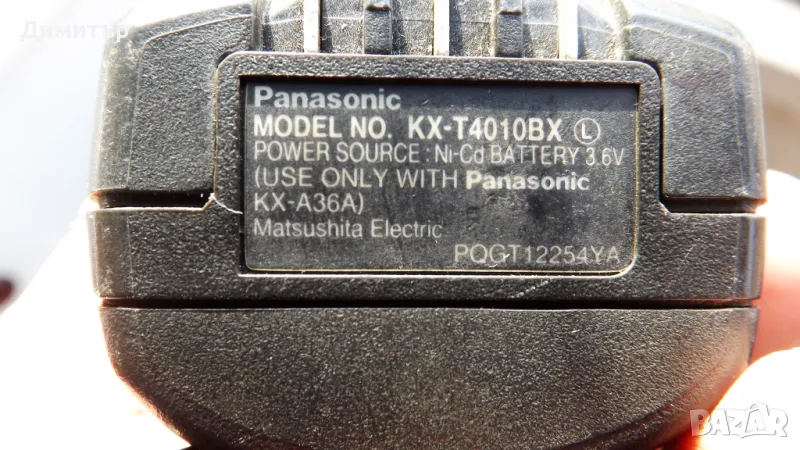 Димитър
Panasonic
MODEL NO. KX-T4010BX Ⓛ
POWER SOURCE : Ni-Cd BATTERY 3.6V
(USE ONLY WITH Panasonic
KX-A36A)
Matsushita Electric
PQGT12254YA
BAZAR